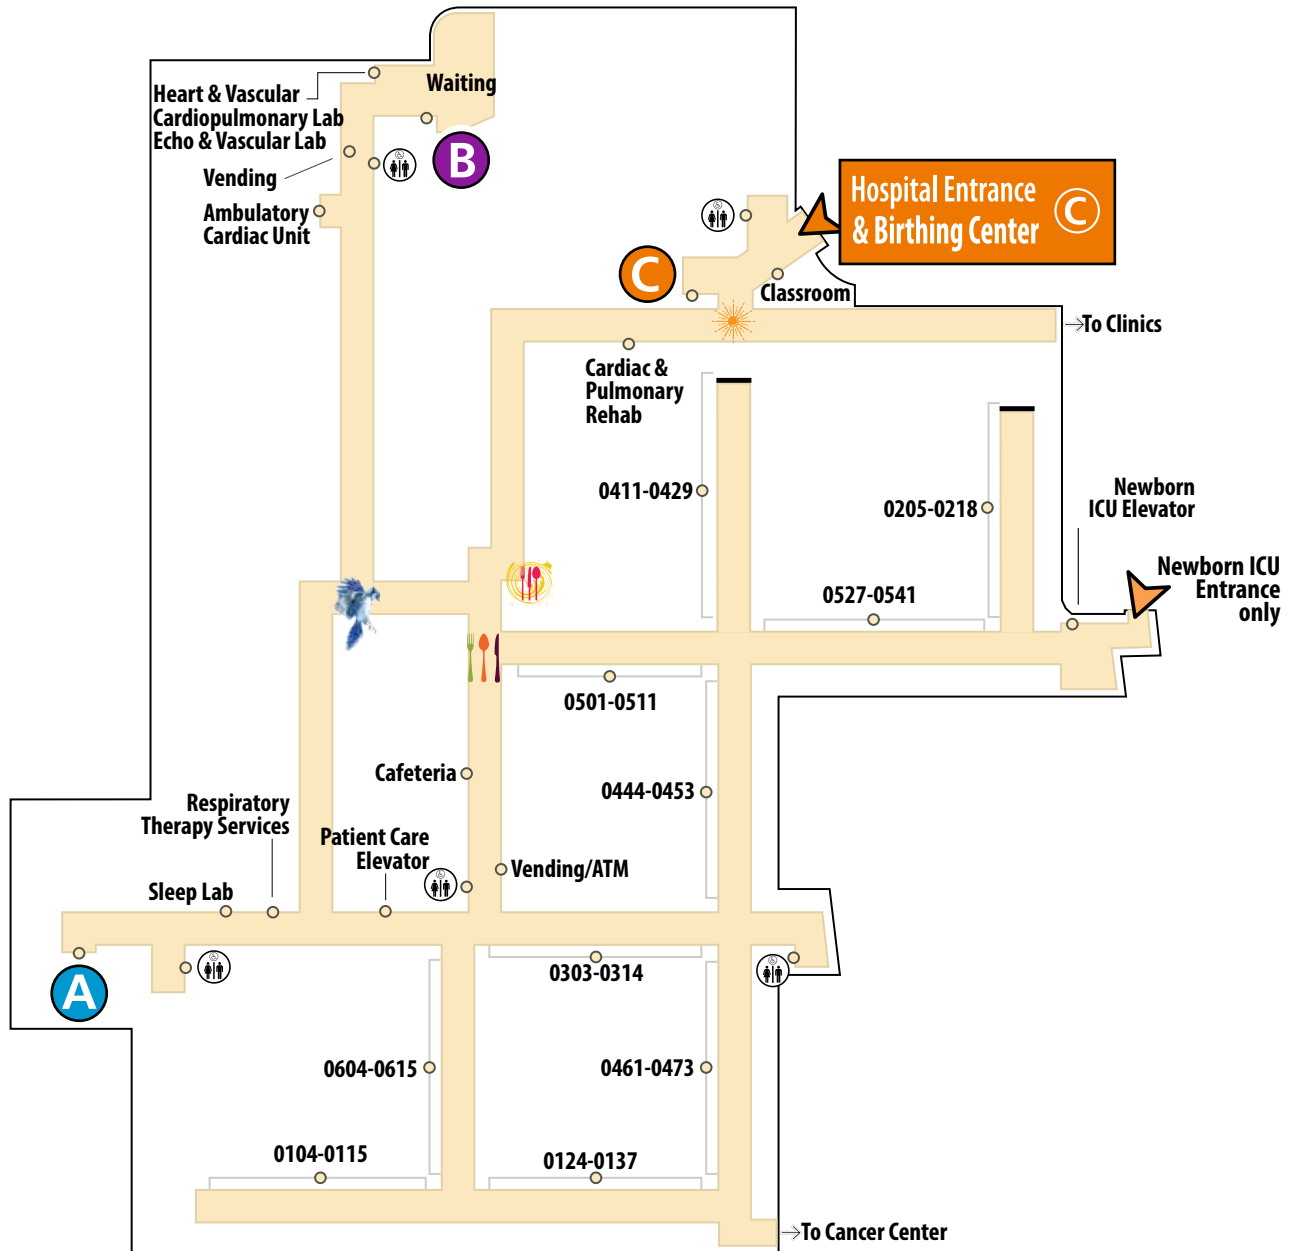 Waiting
Heart & Vascular
Cardiopulmonary Lab
Echo & Vascular Lab
B
Vending
Ambulatory
Cardiac Unit
Hospital Entrance
& Birthing Center
C
C
Classroom
To Clinics
Cardiac &
Pulmonary
Rehab
0411-0429
0205-0218
Newborn
ICU Elevator
Newborn ICU
Entrance
only
0527-0541
0501-0511
Cafeteria
0444-0453
Respiratory
Therapy Services
Patient Care
Elevator
Vending/ATM
Sleep Lab
A
0303-0314
0604-0615
0461-0473
0104-0115
0124-0137
To Cancer Center